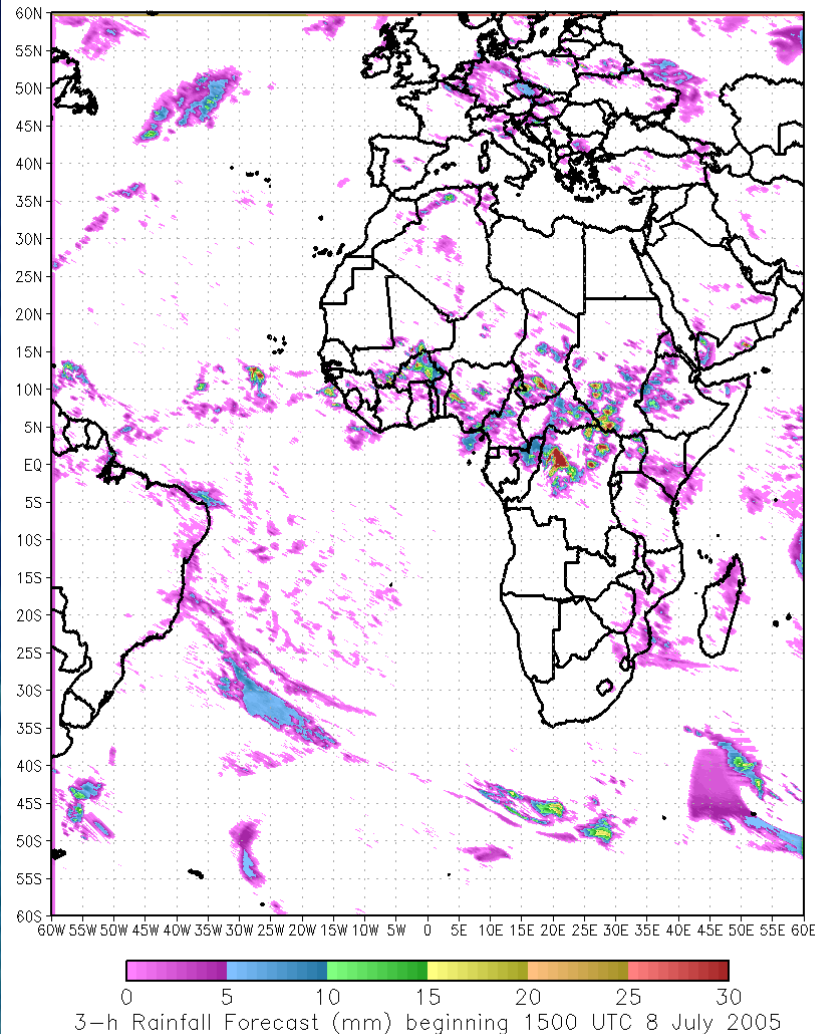 60N
55N
50N
45N
40N
35N
30N
25N
20N
15N
10N
5N
EQ
5S
10S
15S
20S
25S
30S
35S
40S
45S
50S
55S
60S
60W 55W 50W 45W 40W 35W 30W 25W 20W 15W 10W 5W 0 5E 10E 15E 20E 25E 30E 35E 40E 45E 50E 55E 60E
0 5 10 15 20 25 30
3-h Rainfall Forecast (mm) beginning 1500 UTC 8 July 2005